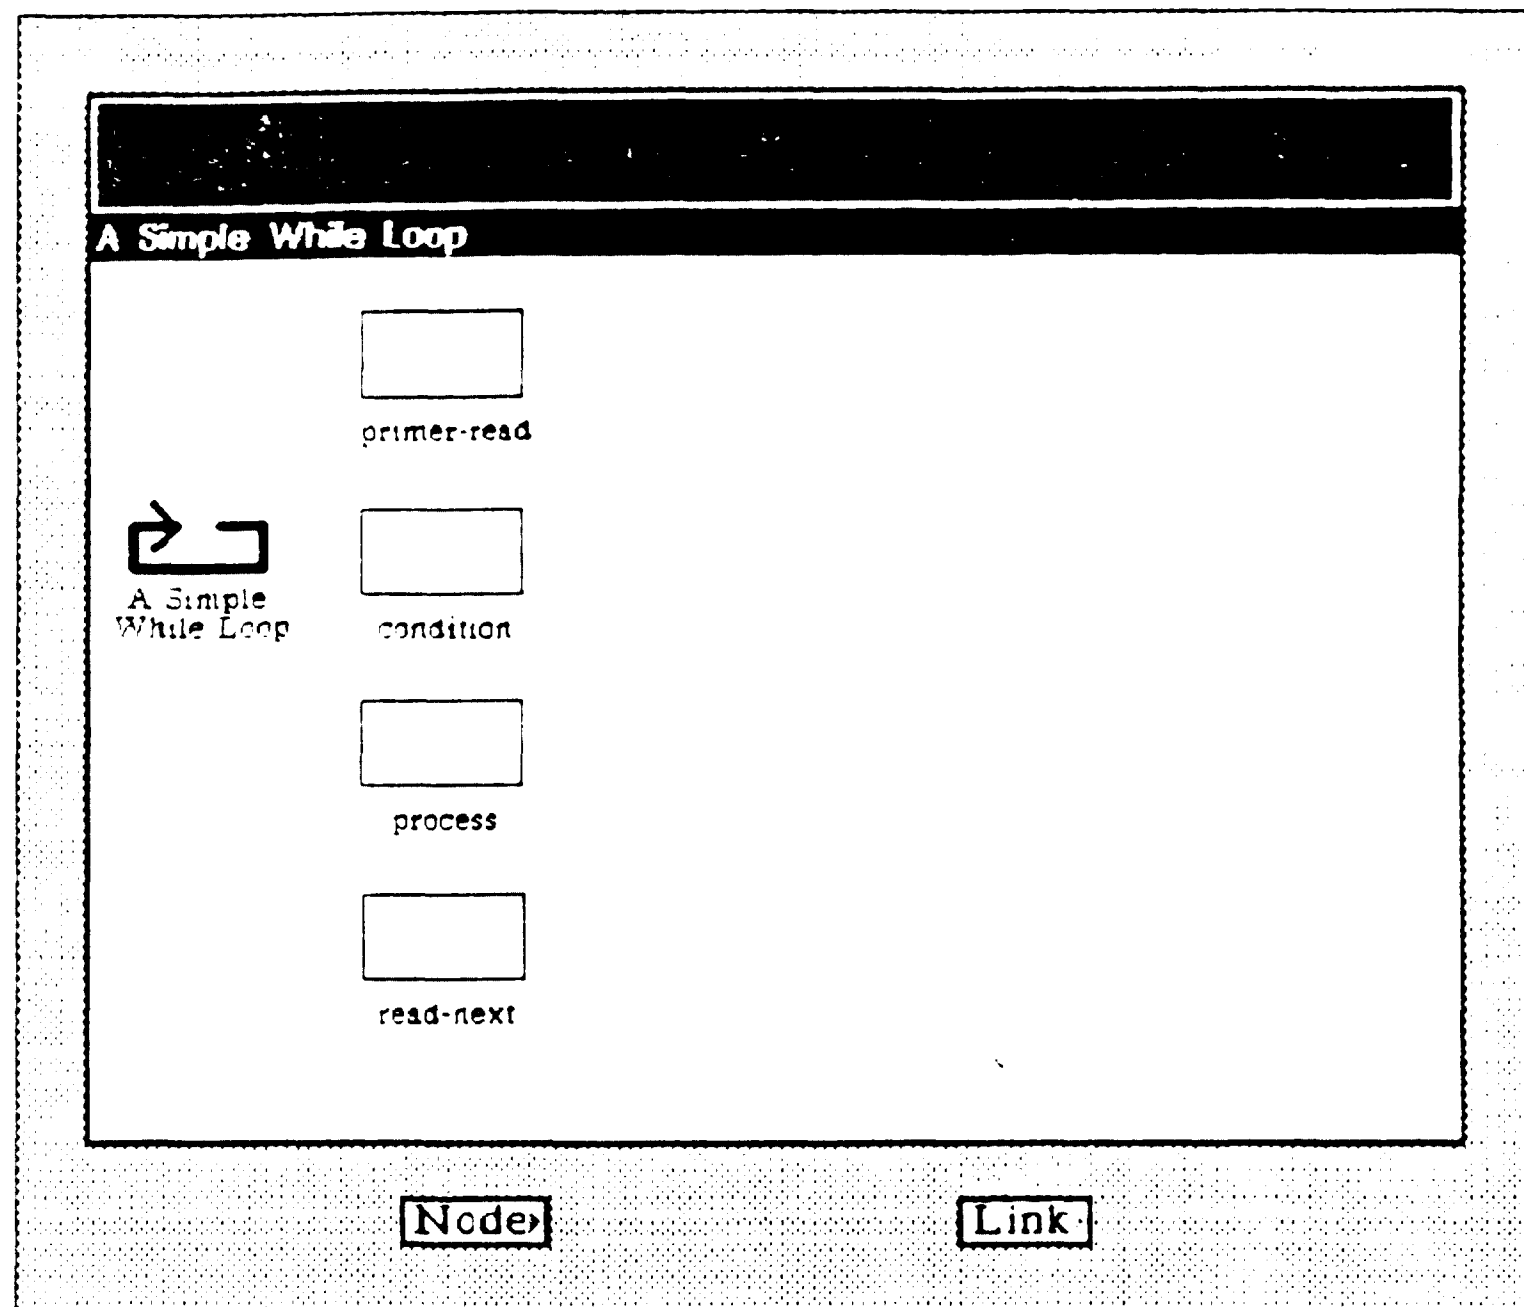 A Simple While Loop
primer-read
A Simple
While Loop
condition
process
read-next
Node›
Link